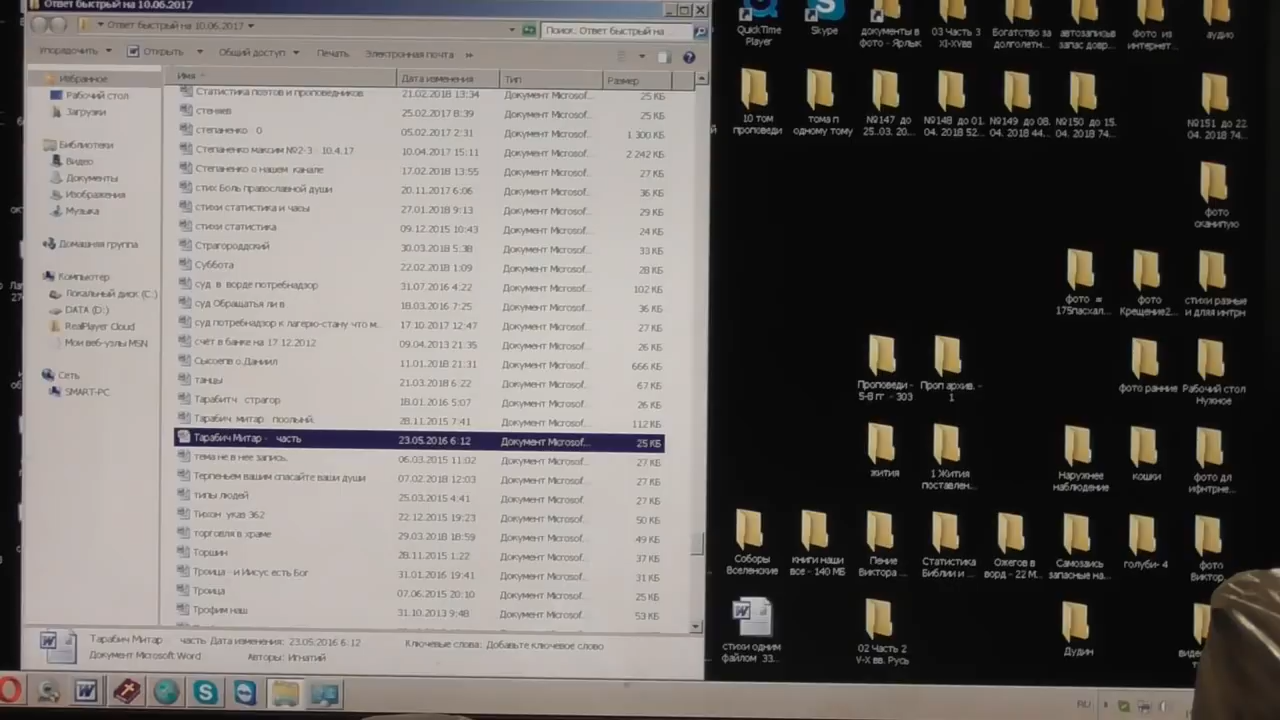 Ответ быстрый на 10.06.2017
Ответ быстрый на 10.06.2017
Поиск: Ответ быстрый на
Упорядочить Открыть Общий доступ Печать Электронная почта »
Имя Дата изменения Тип Размер
Избранное
Рабочий стол
Загрузки
Библиотеки
Видео
Документы
Изображения
Музыка
Домашняя группа
Компьютер
Локальный диск (C:)
DATA (D:)
RealPlayer Cloud
Мои веб-узлы MSN
Сеть
SMART-PC
Статистика поэтов и проповедников 21.02.2018 13:34 Документ Microsof... 25 КБ
стеняев 25.02.2017 8:39 Документ Microsof... 25 КБ
степаненко 0 05.02.2017 2:31 Документ Microsof... 1 300 КБ
Степаненко максим №2-3 - 10.4.17 10.04.2017 15:11 Документ Microsof... 2 242 КБ
Степаненко о нашем канале 17.02.2018 13:55 Документ Microsof... 27 КБ
стих Боль православной души 20.11.2017 6:06 Документ Microsof... 36 КБ
стихи статистика и часы 27.01.2018 9:13 Документ Microsof... 29 КБ
стихи статистика 09.12.2015 10:43 Документ Microsof... 24 КБ
Страгороддский 30.03.2018 5:38 Документ Microsof... 33 КБ
Суббота 22.02.2018 1:09 Документ Microsof... 28 КБ
суд в ворде потребнадзор 31.07.2016 4:22 Документ Microsof... 102 КБ
суд Обращатья ли в 18.03.2016 7:25 Документ Microsof... 36 КБ
суд потребнадзор к лагерю-стану что м... 17.10.2017 12:47 Документ Microsof... 27 КБ
счёт в банке на 17.12.2012 09.04.2013 21:35 Документ Microsof... 26 КБ
Сысоепв о Даниил 11.01.2018 21:31 Документ Microsof... 666 КБ
танцы 21.03.2018 6:22 Документ Microsof... 67 КБ
Тарабитч страгор 18.01.2016 5:07 Документ Microsof... 26 КБ
Тарабич митар поолынй 28.11.2015 7:41 Документ Microsof... 112 КБ
Тарабич Митар - часть 23.05.2016 6:12 Документ Microsof... 25 КБ
тема не в нее запись. 06.03.2015 11:02 Документ Microsof... 27 КБ
Терпеньем вашим спасайте ваши души 07.02.2018 12:03 Документ Microsof... 27 КБ
типы людей 25.03.2015 4:41 Документ Microsof... 27 КБ
Тихон указ 362 22.12.2015 19:23 Документ Microsof... 50 КБ
торговля в храме 29.03.2018 18:59 Документ Microsof... 49 КБ
Торшин 28.11.2015 1:22 Документ Microsof... 37 КБ
Троица - и Иисус есть Бог 31.01.2016 19:41 Документ Microsof... 31 КБ
Троица 07.06.2015 20:10 Документ Microsof... 25 КБ
Трофим наш 31.10.2013 9:48 Документ Microsof... 53 КБ
Тарабич Митар часть Дата изменения: 23.05.2016 6:12 Ключевые слова: Добавьте ключевое слово
Документ Microsoft Word Авторы: Игнатий
QuickTime
Player
Skype
документы в
фото - Ярлык
03 Часть 3
XI-XVвв
Богатство за
долголетн...
автозаписьв
запас довр...
Фото из
интернет...
аудио
10 том
проповеди
тома п
одному тому
№147 до
25..03. 20...
№148 до 01.
04. 2018 52...
№149 до 08.
04. 2018 44...
№150 до 15.
04. 2018 74...
№151 до 22.
04. 2018 74...
фото
сканипую
фото =
175пасхал...
фото
Крещение2...
стихи разные
и дляя интрн
Проповеди -
5-8 гг - 303
Проп архив. -
1
фото ранние
Рабочий стол
Нужное
жития
1 Жития
поставлен...
Наружнее
наблюдение
кошки
фото дл
ифнтрне...
Соборы
Вселенские
книги наши
все - 140 МБ
Пение
Виктора ...
Статистика
Библии и ...
Ожегов в
ворд - 22 М...
Самозаись
запасные на...
голуби- 4
фото
Виктор...
стихи одним
файлом 33...
02 Часть 2
V-X вв. Русь
Дудин
RU